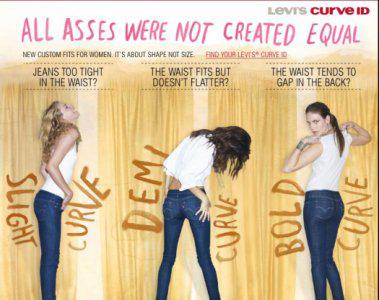 LEVI'S CURVE ID
ALL ASSES WERE NOT CREATED EQUAL
NEW CUSTOM FITS FOR WOMEN. IT'S ABOUT SHAPE NOT SIZE. FIND YOUR LEVI'S® CURVE ID
JEANS TOO TIGHT
IN THE WAIST?
THE WAIST FITS BUT
DOESN'T FLATTER?
THE WAIST TENDS TO
GAP IN THE BACK?
SLIGHT
CURVE
DEMI
CURVE
BOLD
CURVE